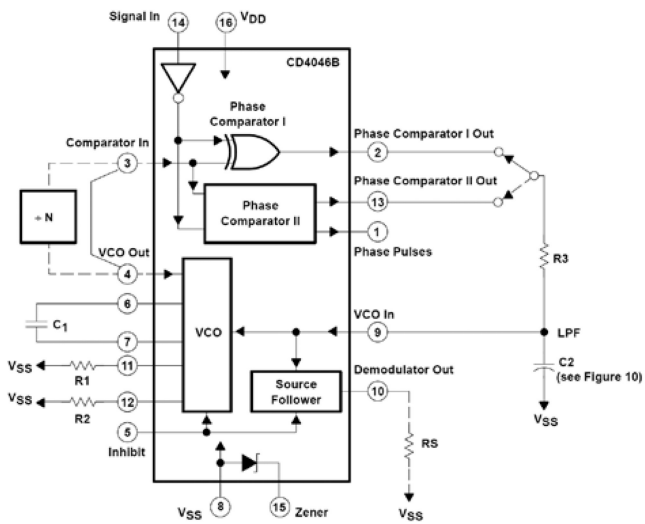 Signal In
14
16
VDD
CD4046B
Phase
Comparator I
Comparator In
3
Phase Comparator I Out
2
÷ N
Phase
Comparator II
Phase Comparator II Out
13
1
Phase Pulses
VCO Out
4
R3
6
C1
7
VCO
VCO In
9
LPF
VSS
R1
11
C2
(see Figure 10)
VSS
R2
12
Source
Follower
Demodulator Out
10
VSS
5
Inhibit
RS
VSS
8
15
Zener
VSS